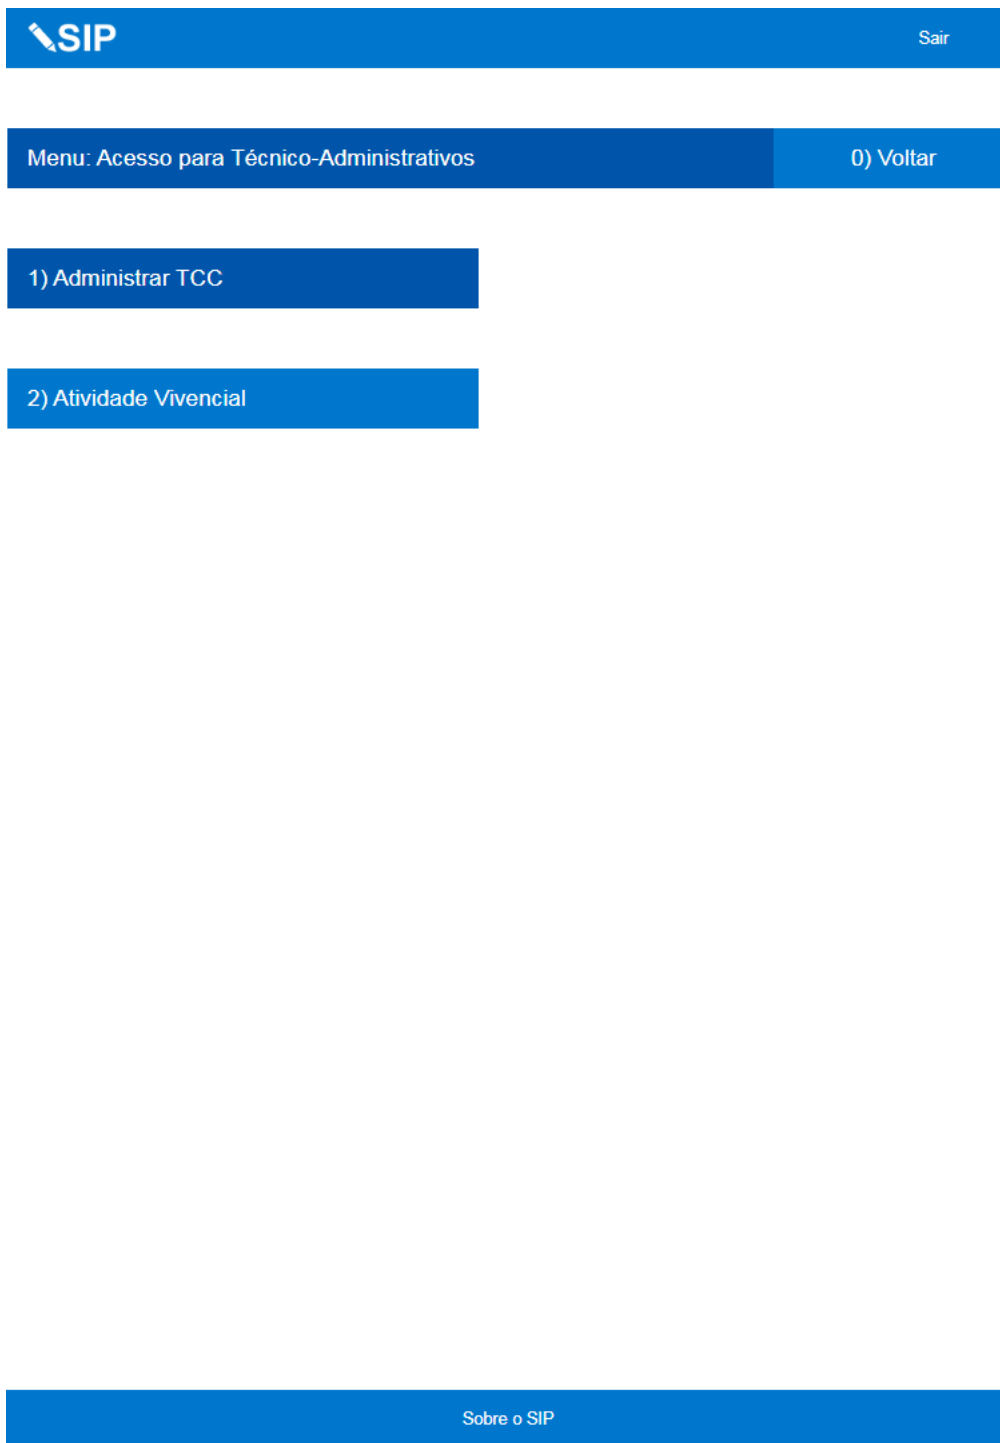 SIP
Sair
Menu: Acesso para Técnico-Administrativos
0) Voltar
1) Administrar TCC
2) Atividade Vivencial
Sobre o SIP